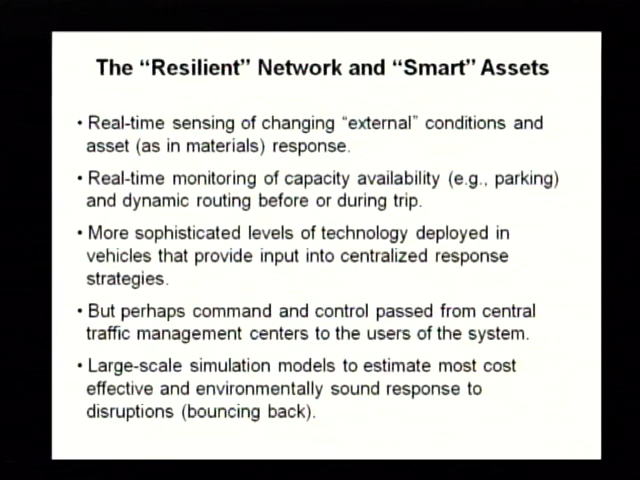 The “Resilient” Network and “Smart” Assets
• Real-time sensing of changing “external” conditions and
asset (as in materials) response.
• Real-time monitoring of capacity availability (e.g., parking)
and dynamic routing before or during trip.
• More sophisticated levels of technology deployed in
vehicles that provide input into centralized response
strategies.
• But perhaps command and control passed from central
traffic management centers to the users of the system.
• Large-scale simulation models to estimate most cost
effective and environmentally sound response to
disruptions (bouncing back).